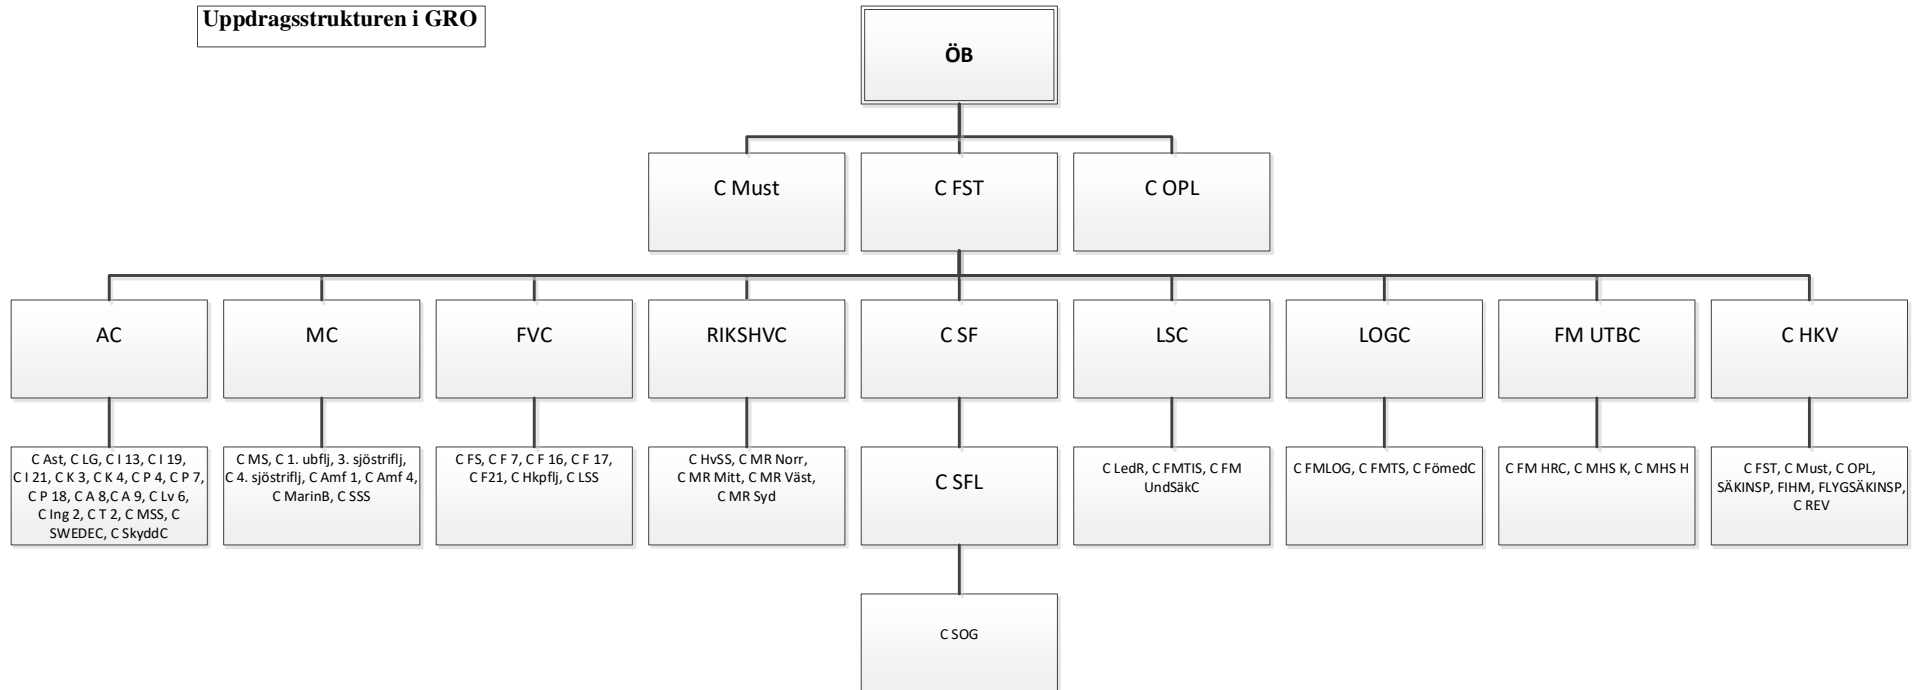 Uppdragsstrukturen i GRO
ÖB
C Must
C FST
C OPL
AC
MC
FVC
RIKSHVC
C SF
LSC
LOGC
FM UTBC
C HKV
C Ast, C LG, C I 13, C I 19,
C I 21, C K 3, C K 4, C P 4, C P 7,
C P 18, C A 8,C A 9, C Lv 6,
C Ing 2, C T 2, C MSS, C
SWEDEC, C SkyddC
C MS, C 1. ubflj, 3. sjöstriflj,
C 4. sjöstriflj, C Amf 1, C Amf 4,
C MarinB, C SSS
C FS, C F 7, C F 16, C F 17,
C F21, C Hkpflj, C LSS
C HvSS, C MR Norr,
C MR Mitt, C MR Väst,
C MR Syd
C SFL
C LedR, C FMTIS, C FM
UndSäkC
C FMLOG, C FMTS, C FömedC
C FM HRC, C MHS K, C MHS H
C FST, C Must, C OPL,
SÄKINSP, FIHM, FLYGSÄKINSP,
C REV
C SOG